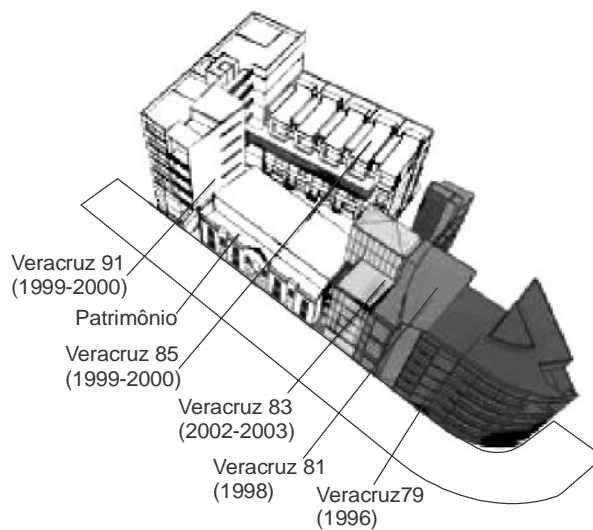 Veracruz 91
(1999-2000)
Patrimônio
Veracruz 85
(1999-2000)
Veracruz 83
(2002-2003)
Veracruz 81
(1998)
Veracruz79
(1996)